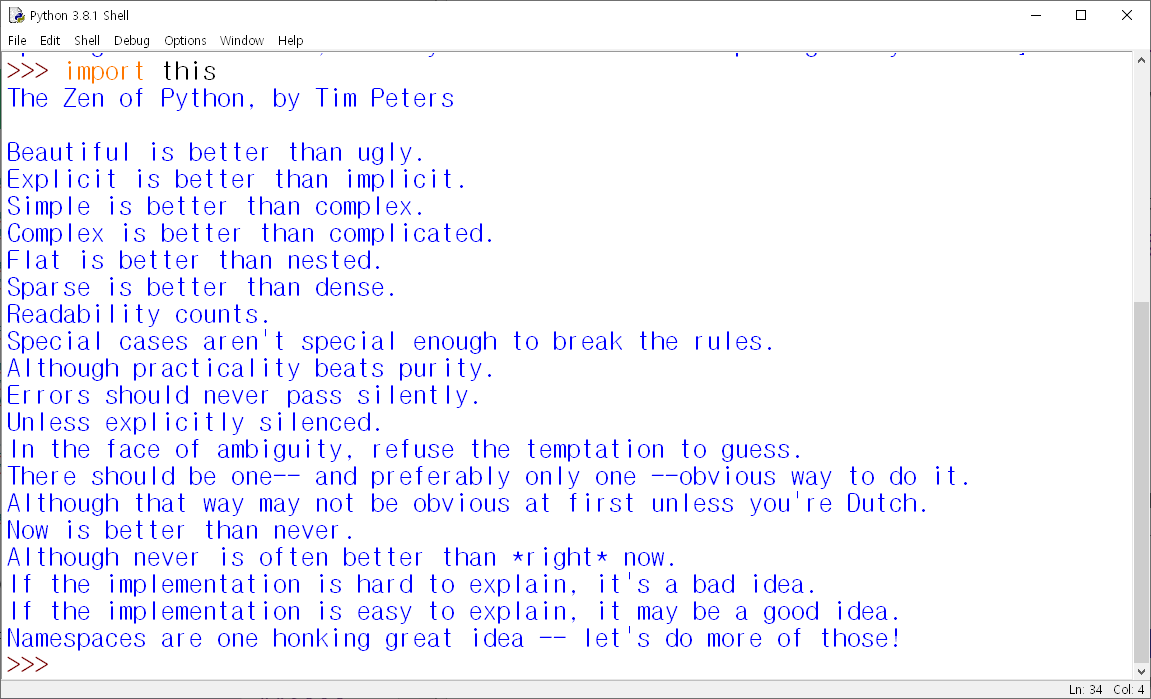 Python 3.8.1 Shell
File Edit Shell Debug Options Window Help
>>> import this
The Zen of Python, by Tim Peters
Beautiful is better than ugly.
Explicit is better than implicit.
Simple is better than complex.
Complex is better than complicated.
Flat is better than nested.
Sparse is better than dense.
Readability counts.
Special cases aren't special enough to break the rules.
Although practicality beats purity.
Errors should never pass silently.
Unless explicitly silenced.
In the face of ambiguity, refuse the temptation to guess.
There should be one-- and preferably only one --obvious way to do it.
Although that way may not be obvious at first unless you're Dutch.
Now is better than never.
Although never is often better than *right* now.
If the implementation is hard to explain, it's a bad idea.
If the implementation is easy to explain, it may be a good idea.
Namespaces are one honking great idea -- let's do more of those!
>>>
Ln: 34 Col: 4